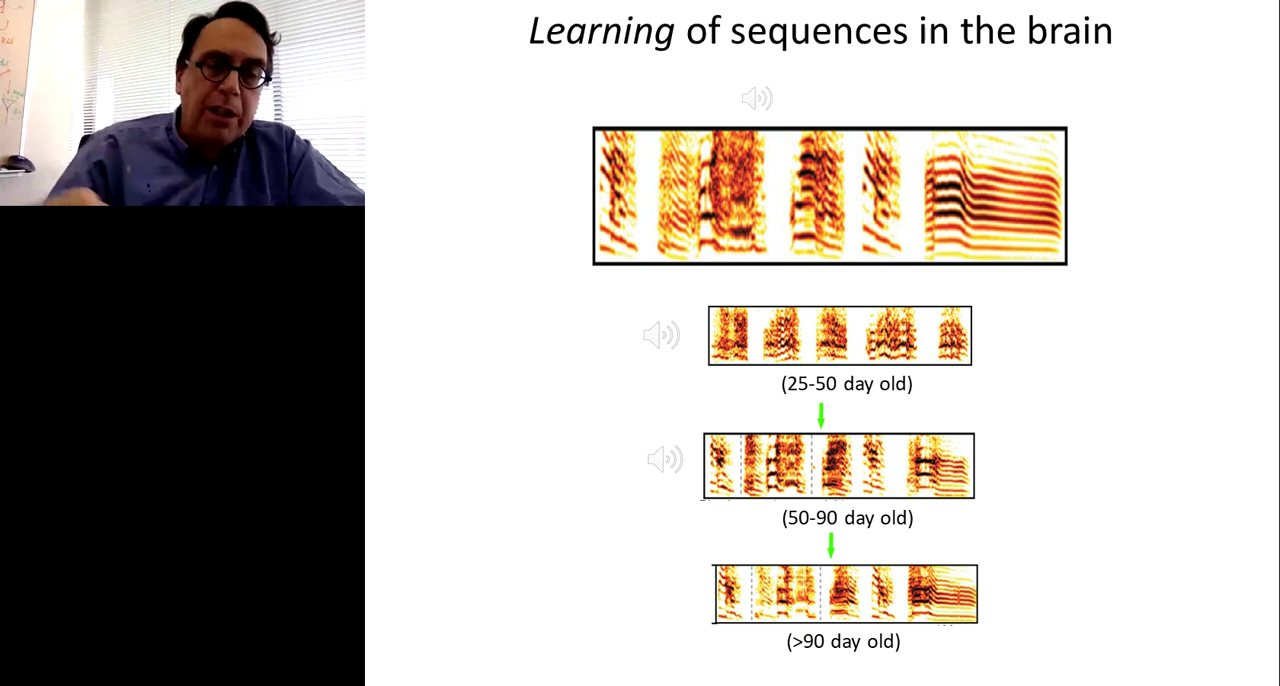 Learning of sequences in the brain
(25-50 day old)
(50-90 day old)
(>90 day old)